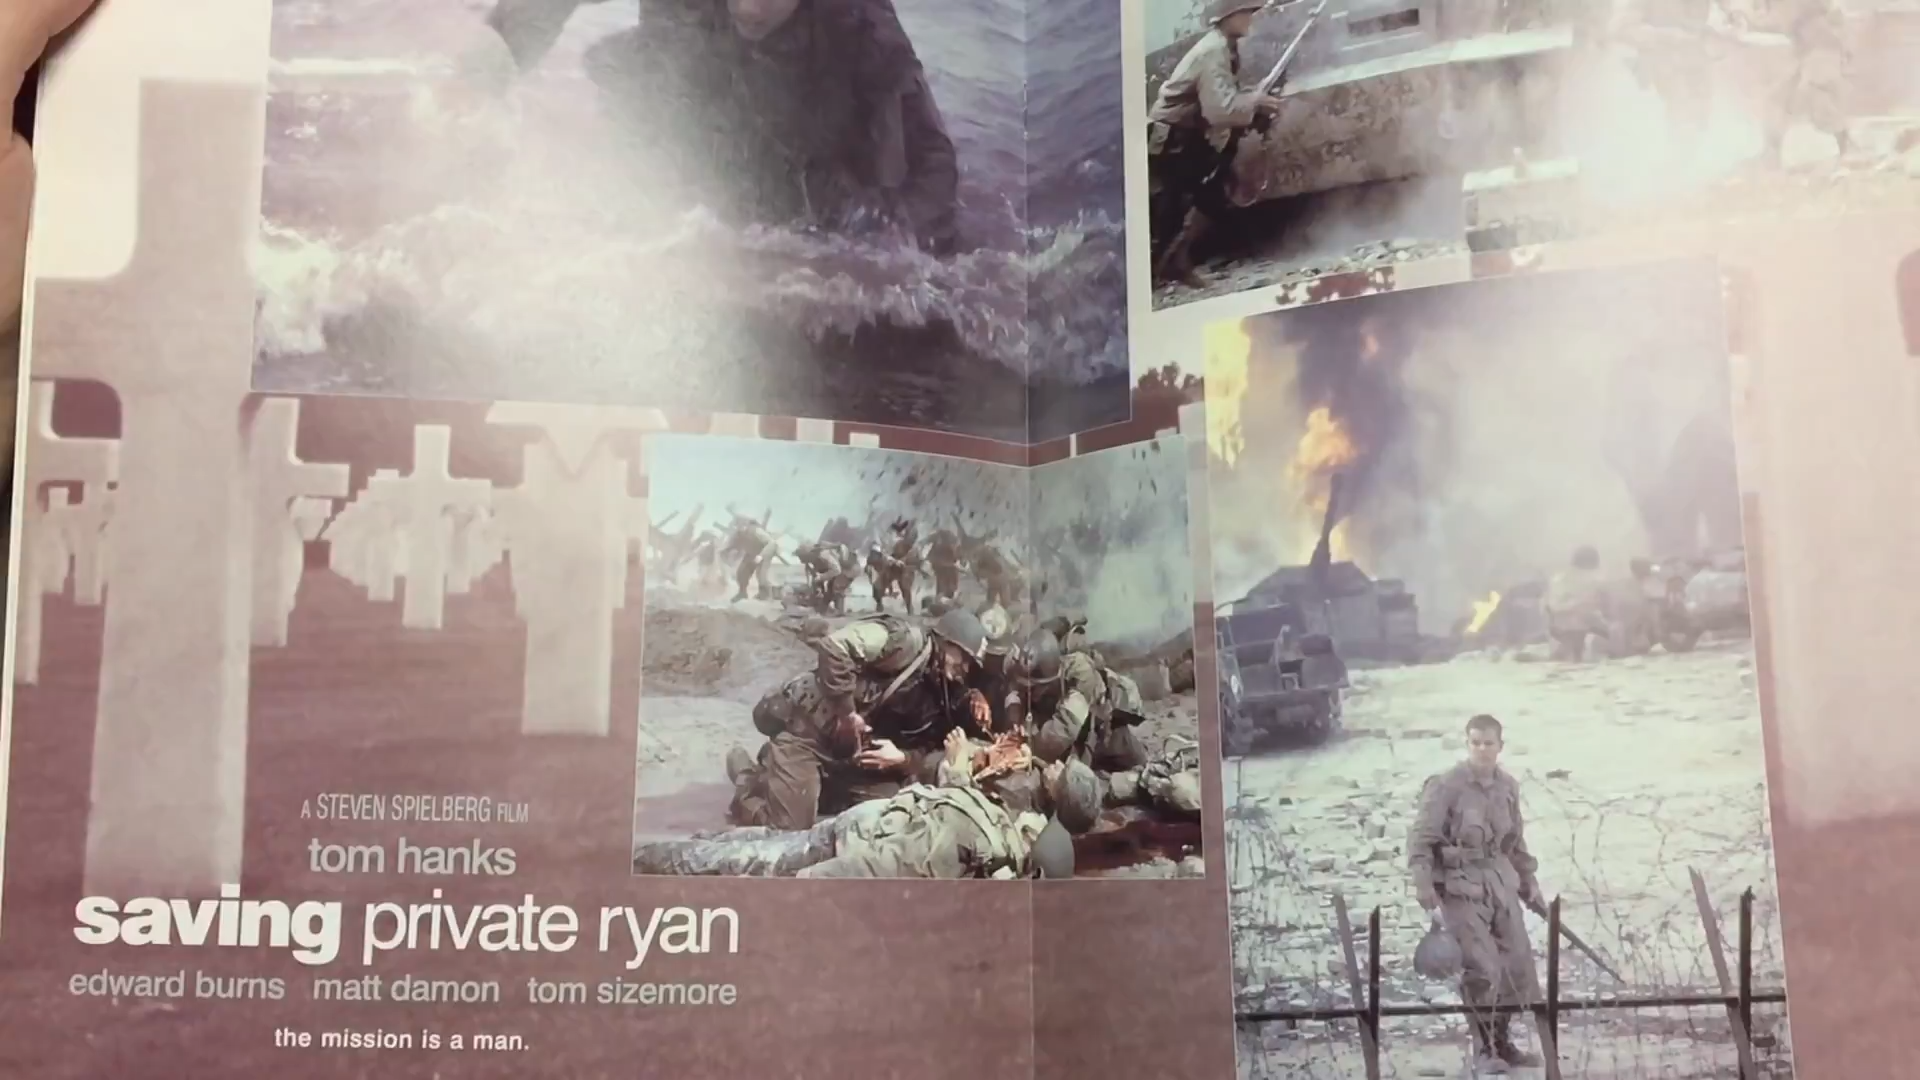 A STEVEN SPIELBERG FILM
tom hanks
saving private ryan
edward burns matt damon tom sizemore
the mission is a man.